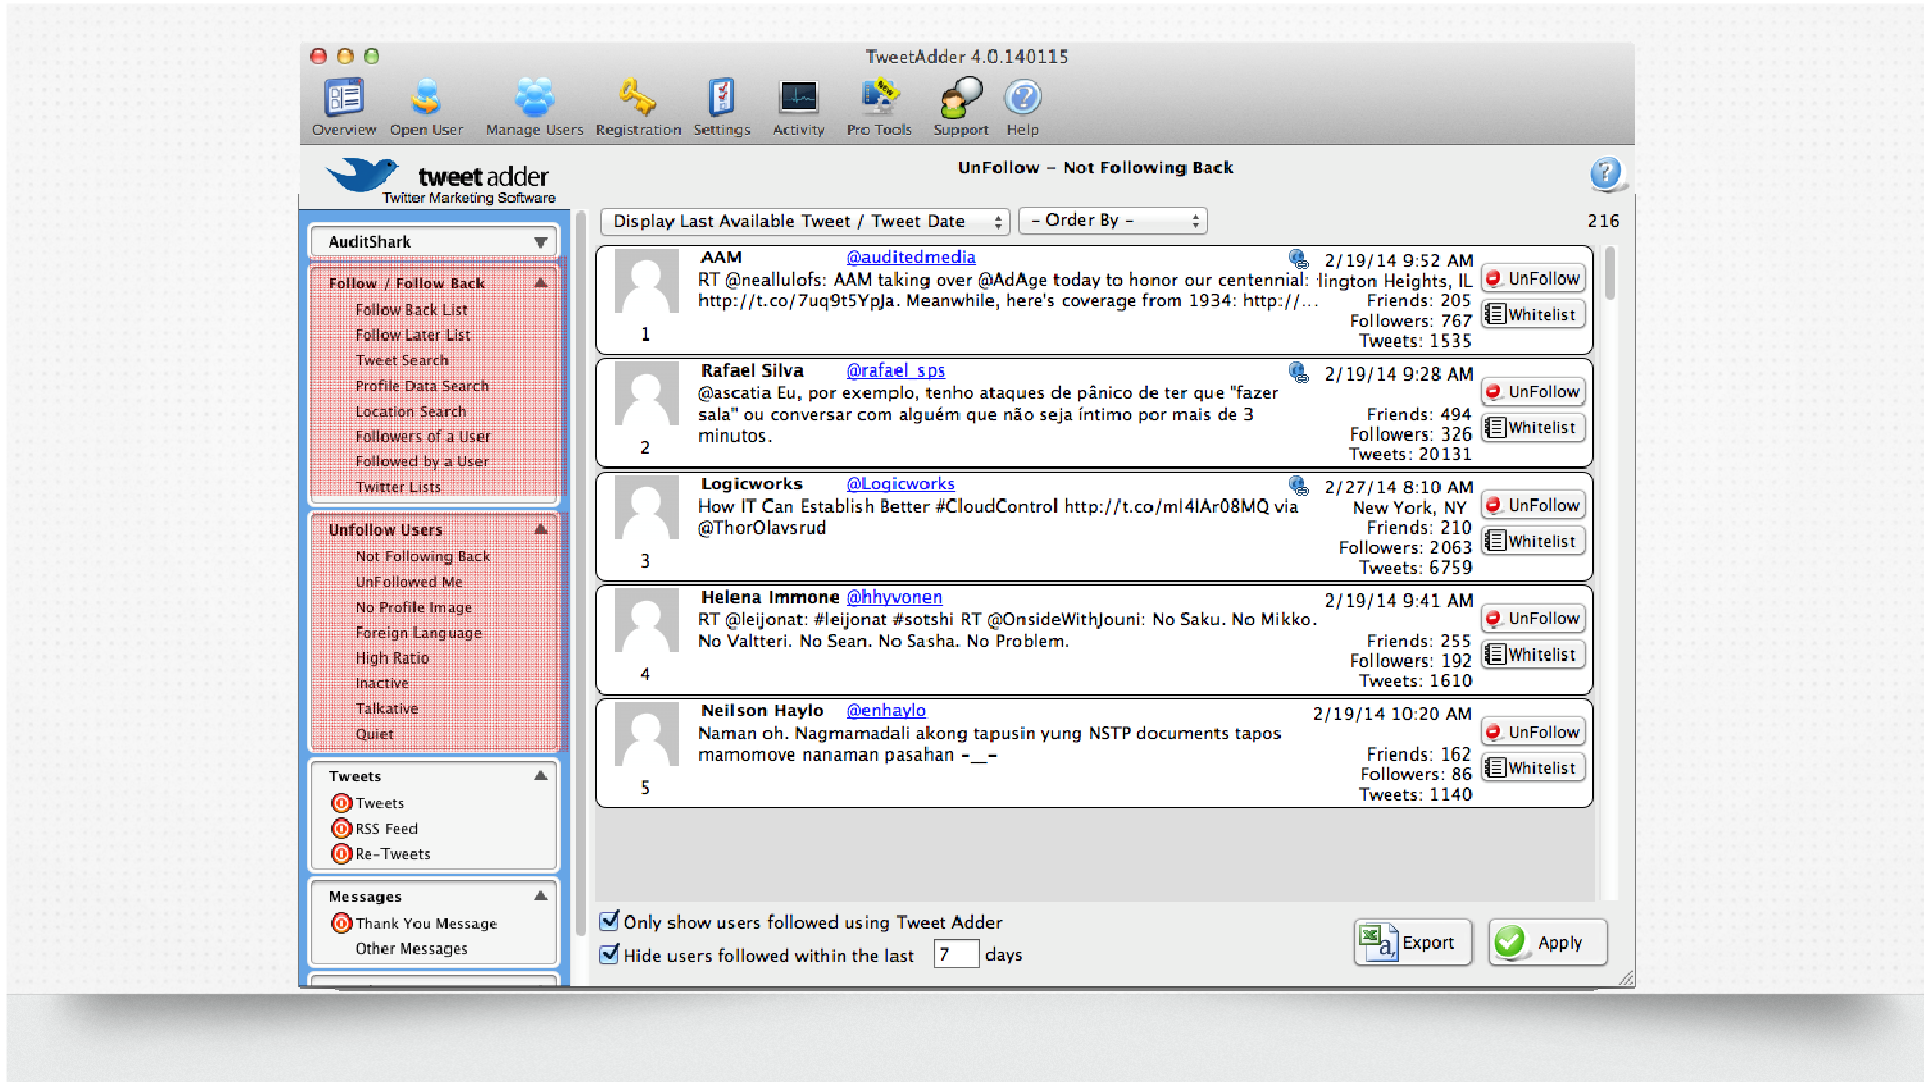 TweetAdder 4.0.140115
Overview Open User Manage Users Registration Settings Activity Pro Tools Support Help
tweet adder
Twitter Marketing Software
UnFollow – Not Following Back
Display Last Available Tweet / Tweet Date
– Order By –
216
AuditShark
Follow / Follow Back
Follow Back List
Follow Later List
Tweet Search
Profile Data Search
Location Search
Followers of a User
Followed by a User
Twitter Lists
Unfollow Users
Not Following Back
UnFollowed Me
No Profile Image
Foreign Language
High Ratio
Inactive
Talkative
Quiet
Tweets
Tweets
RSS Feed
Re-Tweets
Messages
Thank You Message
Other Messages
AAM @auditedmedia 2/19/14 9:52 AM
RT @neallulofs: AAM taking over @AdAge today to honor our centennial: lington Heights, IL
http://t.co/7uq9t5YpJa. Meanwhile, here's coverage from 1934: http://... Friends: 205
Followers: 767
1 Tweets: 1535
UnFollow
Whitelist
Rafael Silva @rafael_sps 2/19/14 9:28 AM
@ascatia Eu, por exemplo, tenho ataques de pânico de ter que "fazer
sala" ou conversar com alguém que não seja íntimo por mais de 3 Friends: 494
minutos. Followers: 326
2 Tweets: 20131
UnFollow
Whitelist
Logicworks @Logicworks 2/27/14 8:10 AM
How IT Can Establish Better #CloudControl http://t.co/mI4lAr08MQ via New York, NY
@ThorOlavsrud Friends: 210
Followers: 2063
3 Tweets: 6759
UnFollow
Whitelist
Helena Immone @hhyvonen 2/19/14 9:41 AM
RT @leijonat: #leijonat #sotshi RT @OnsideWithJouni: No Saku. No Mikko.
No Valtteri. No Sean. No Sasha. No Problem. Friends: 255
Followers: 192
4 Tweets: 1610
UnFollow
Whitelist
Neilson Haylo @enhaylo 2/19/14 10:20 AM
Naman oh. Nagmamadali akong tapusin yung NSTP documents tapos
mamomove nanaman pasahan -__- Friends: 162
Followers: 86
5 Tweets: 1140
UnFollow
Whitelist
Only show users followed using Tweet Adder
Hide users followed within the last 7 days
Export
Apply